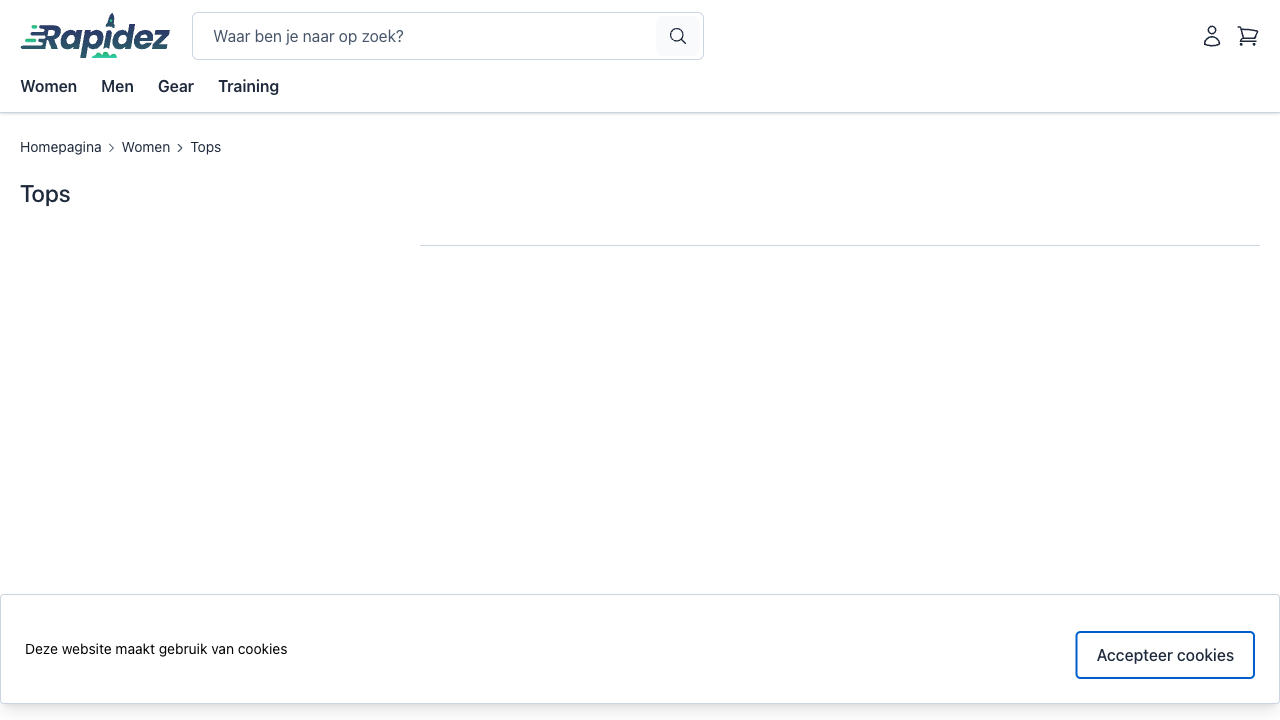 Rapidez
Waar ben je naar op zoek?
Women Men Gear Training
Homepagina > Women > Tops
Tops
Deze website maakt gebruik van cookies
Accepteer cookies